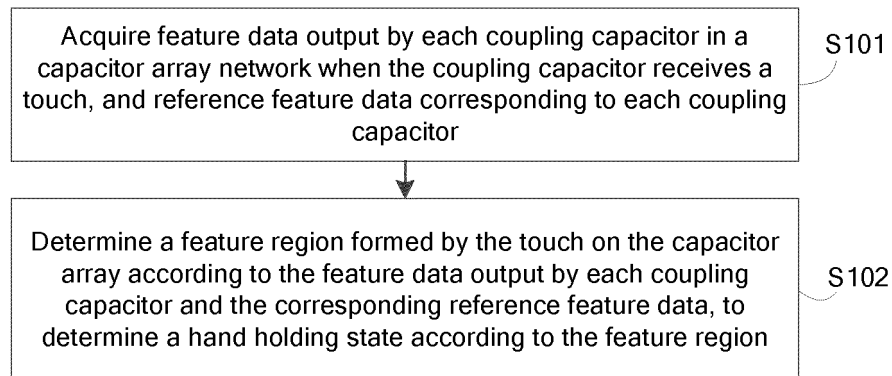 Acquire feature data output by each coupling capacitor in a
capacitor array network when the coupling capacitor receives a
touch, and reference feature data corresponding to each coupling
capacitor
S101
Determine a feature region formed by the touch on the capacitor
array according to the feature data output by each coupling
capacitor and the corresponding reference feature data, to
determine a hand holding state according to the feature region
S102